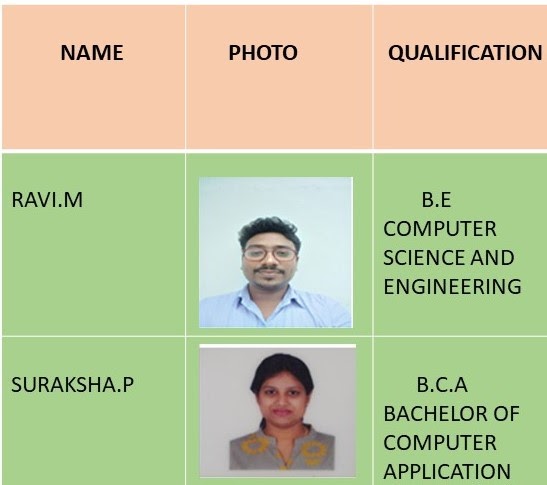 NAME PHOTO QUALIFICATION
RAVI.M
B.E
COMPUTER
SCIENCE AND
ENGINEERING
SURAKSHA.P
B.C.A
BACHELOR OF
COMPUTER
APPLICATION